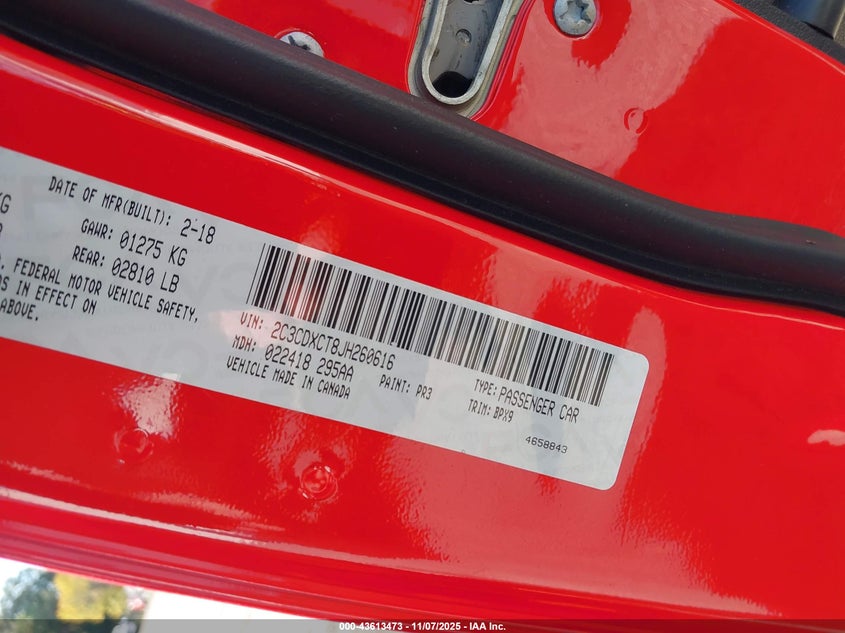 KG
DATE OF MFR(BUILT): 2-18
GAWR: 01275 KG
REAR: 02810 LB
FEDERAL MOTOR VEHICLE SAFETY,
IN EFFECT ON
ABOVE.
VIN: 2C3CDXCT8JH260616
MDH: 022418 295AA
VEHICLE MADE IN CANADA
PAINT: PR3
TYPE: PASSENGER CAR
TRIM: BPX9
4658843
000-43613473 - 11/07/2025 - IAA Inc.